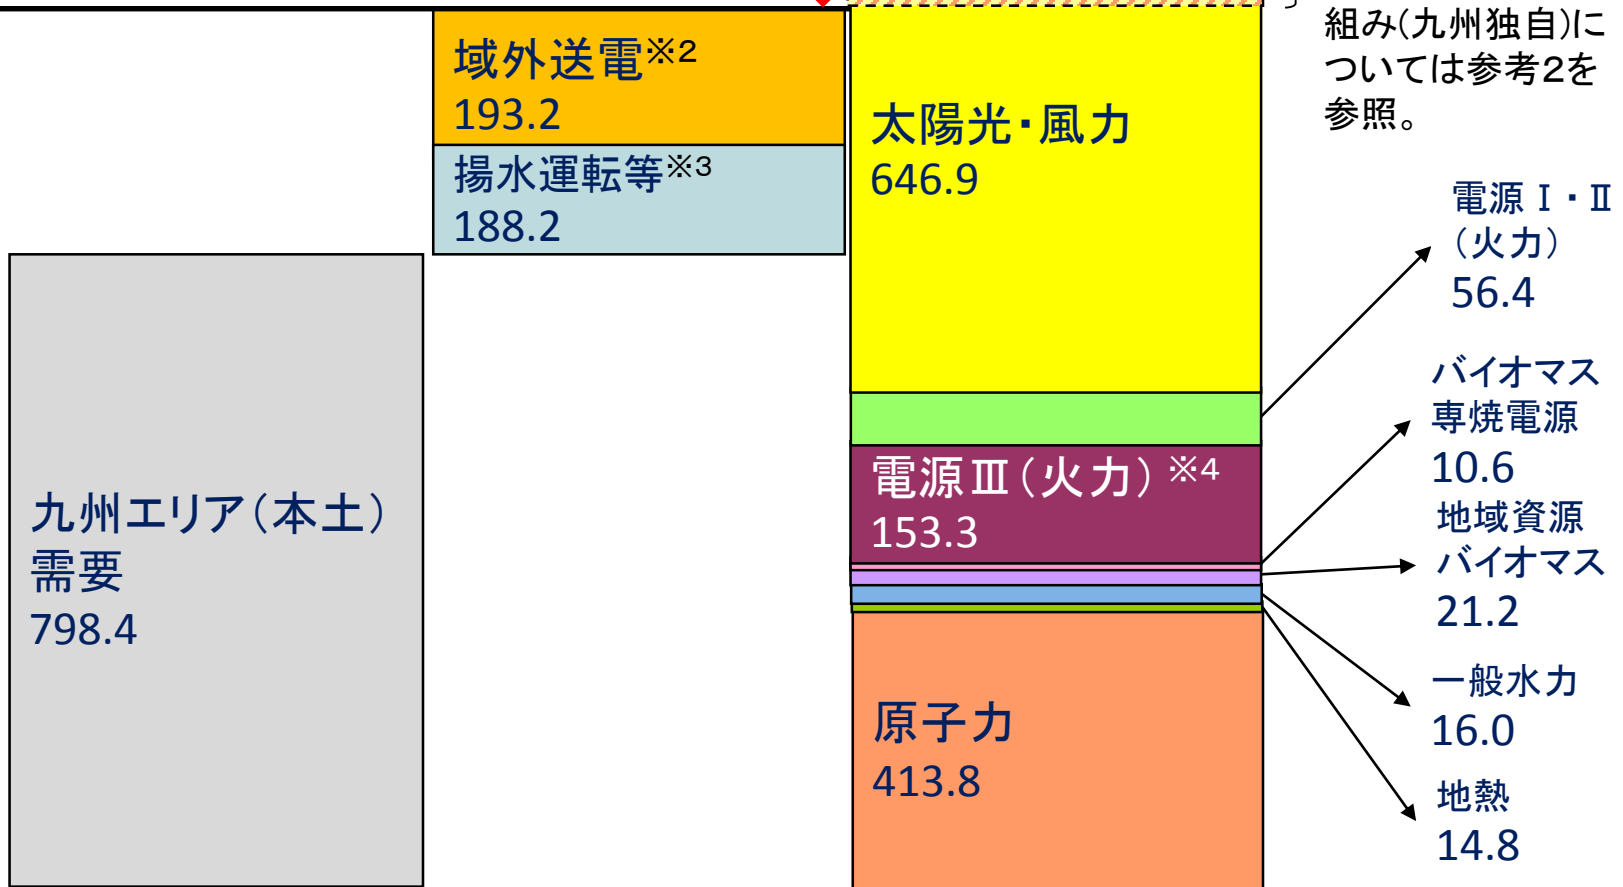 組み(九州独自)に
ついては参考2を
参照。
域外送電※2
193.2
揚水運転等※3
188.2
太陽光・風力
646.9
電源Ⅰ・Ⅱ
(火力)
56.4
バイオマス
専焼電源
10.6
地域資源
バイオマス
21.2
電源Ⅲ(火力)※4
153.3
九州エリア(本土)
需要
798.4
原子力
413.8
一般水力
16.0
地熱
14.8